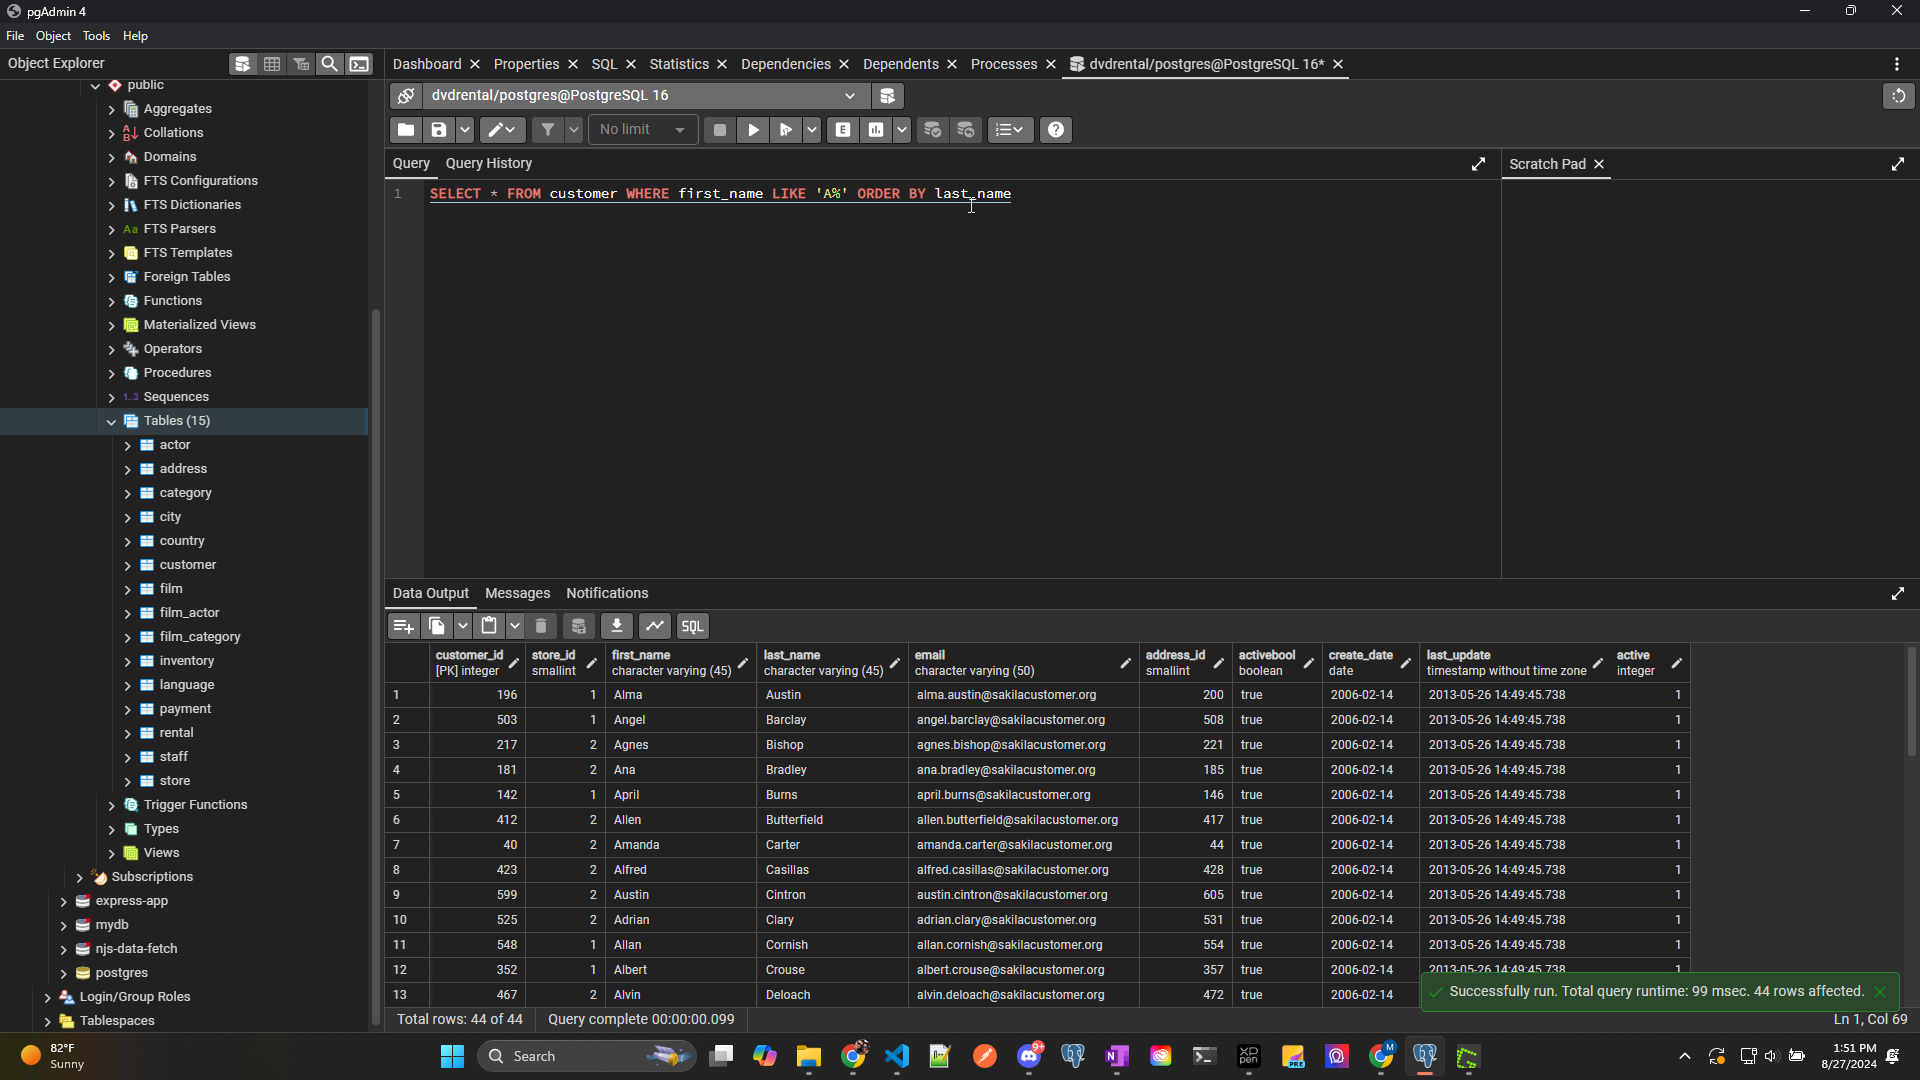 pgAdmin 4
File Object Tools Help
Object Explorer
Dashboard Properties SQL Statistics Dependencies Dependents Processes dvdrental/postgres@PostgreSQL 16*
dvdrental/postgres@PostgreSQL 16
No limit
E
Query Query History
Scratch Pad
1 SELECT * FROM customer WHERE first_name LIKE 'A%' ORDER BY last_name
public
Aggregates
Collations
Domains
FTS Configurations
FTS Dictionaries
Aa FTS Parsers
FTS Templates
Foreign Tables
Functions
Materialized Views
Operators
Procedures
1..3 Sequences
Tables (15)
actor
address
category
city
country
customer
film
film_actor
film_category
inventory
language
payment
rental
staff
store
Trigger Functions
Types
Views
Subscriptions
express-app
mydb
njs-data-fetch
postgres
Login/Group Roles
Tablespaces
Data Output Messages Notifications
SQL
customer_id store_id first_name last_name email address_id activebool create_date last_update active
[PK] integer smallint character varying (45) character varying (45) character varying (50) smallint boolean date timestamp without time zone integer
1 196 1 Alma Austin alma.austin@sakilacustomer.org 200 true 2006-02-14 2013-05-26 14:49:45.738 1
2 503 1 Angel Barclay angel.barclay@sakilacustomer.org 508 true 2006-02-14 2013-05-26 14:49:45.738 1
3 217 2 Agnes Bishop agnes.bishop@sakilacustomer.org 221 true 2006-02-14 2013-05-26 14:49:45.738 1
4 181 2 Ana Bradley ana.bradley@sakilacustomer.org 185 true 2006-02-14 2013-05-26 14:49:45.738 1
5 142 1 April Burns april.burns@sakilacustomer.org 146 true 2006-02-14 2013-05-26 14:49:45.738 1
6 412 2 Allen Butterfield allen.butterfield@sakilacustomer.org 417 true 2006-02-14 2013-05-26 14:49:45.738 1
7 40 2 Amanda Carter amanda.carter@sakilacustomer.org 44 true 2006-02-14 2013-05-26 14:49:45.738 1
8 423 2 Alfred Casillas alfred.casillas@sakilacustomer.org 428 true 2006-02-14 2013-05-26 14:49:45.738 1
9 599 2 Austin Cintron austin.cintron@sakilacustomer.org 605 true 2006-02-14 2013-05-26 14:49:45.738 1
10 525 2 Adrian Clary adrian.clary@sakilacustomer.org 531 true 2006-02-14 2013-05-26 14:49:45.738 1
11 548 1 Allan Cornish allan.cornish@sakilacustomer.org 554 true 2006-02-14 2013-05-26 14:49:45.738 1
12 352 1 Albert Crouse albert.crouse@sakilacustomer.org 357 true 2006-02-14 2013-05-26 14:49:45.738 1
13 467 2 Alvin Deloach alvin.deloach@sakilacustomer.org 472 true 2006-02-14
Successfully run. Total query runtime: 99 msec. 44 rows affected.
Total rows: 44 of 44 Query complete 00:00:00.099 Ln 1, Col 69
82°F
Sunny
Search
9+
XP
PEN
M
1:51 PM
8/27/2024